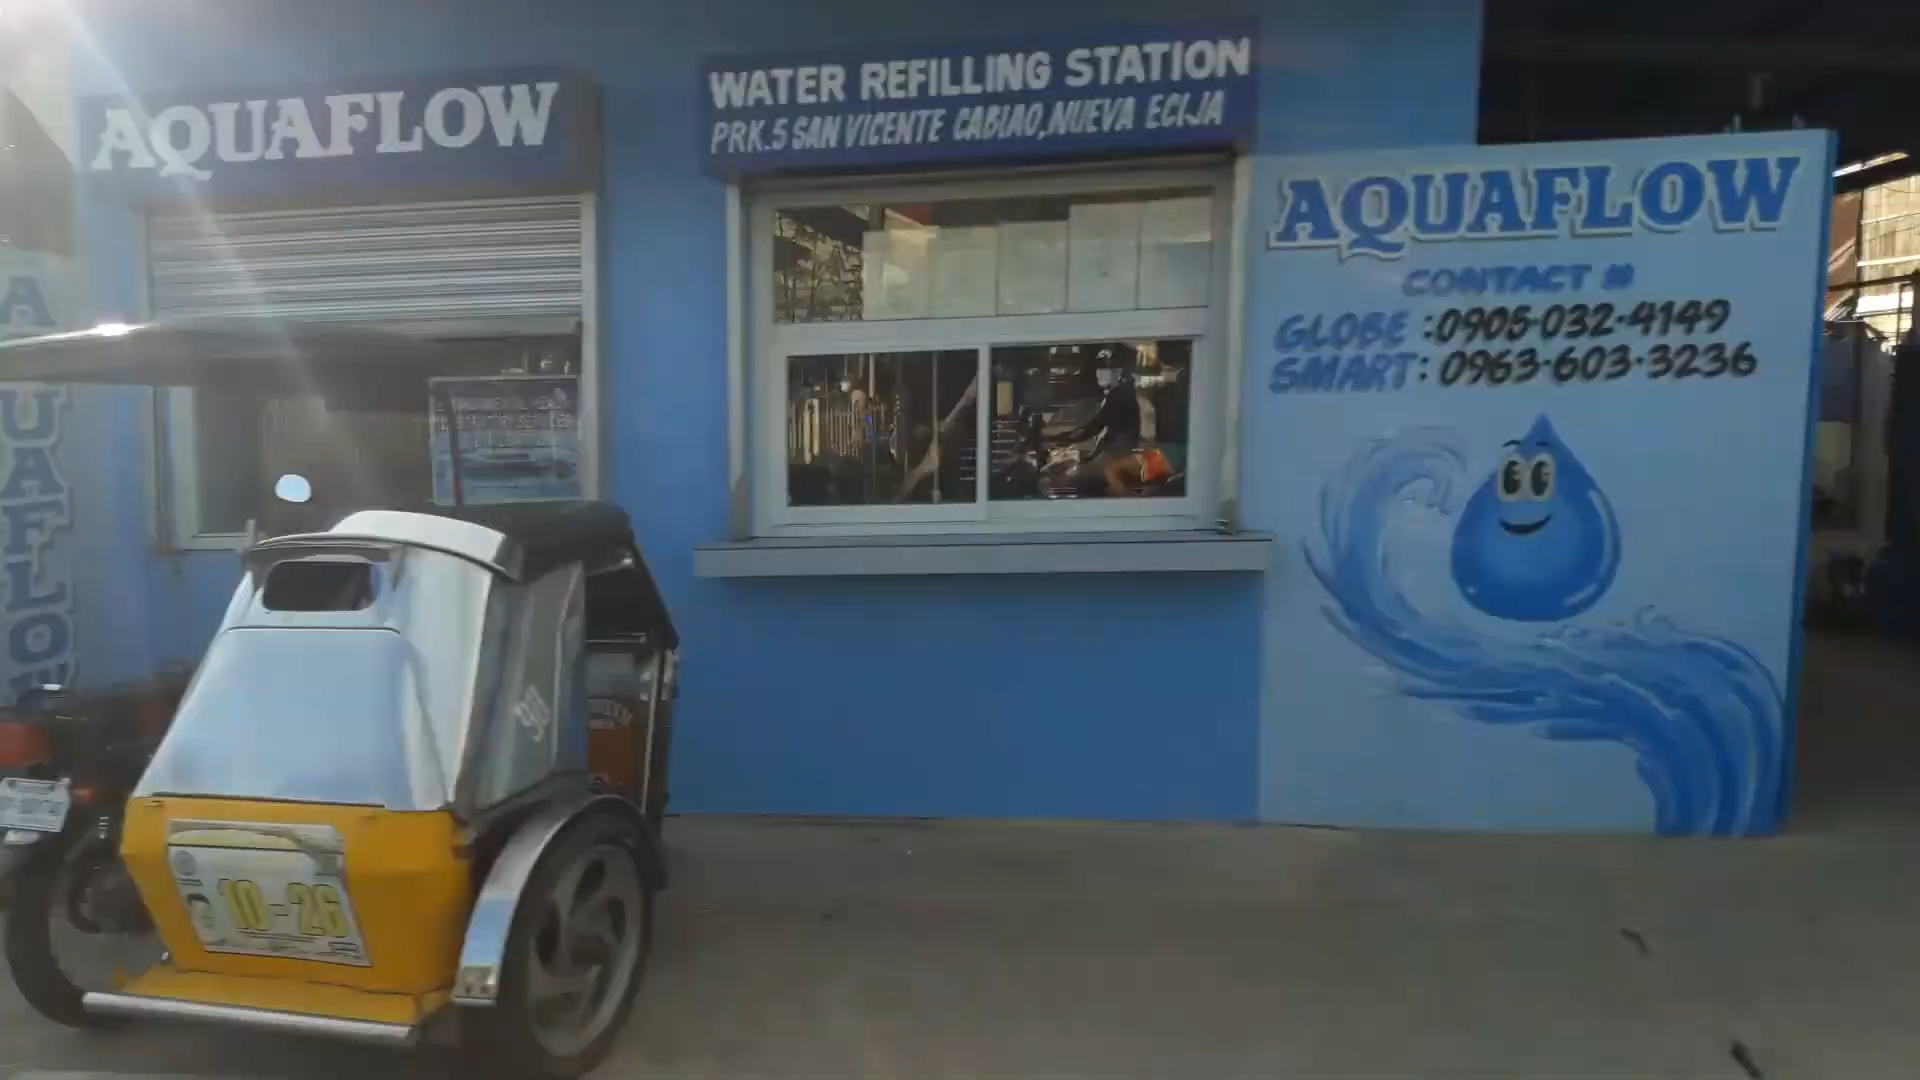 AQUAFLOW
WATER REFILLING STATION
PRK.5 SAN VICENTE CABIAO, NUEVA ECIJA
AQUAFLOW
CONTACT #
GLOBE : 0905-032-4149
SMART : 0963-603-3236
AQUAFLOW
10-26